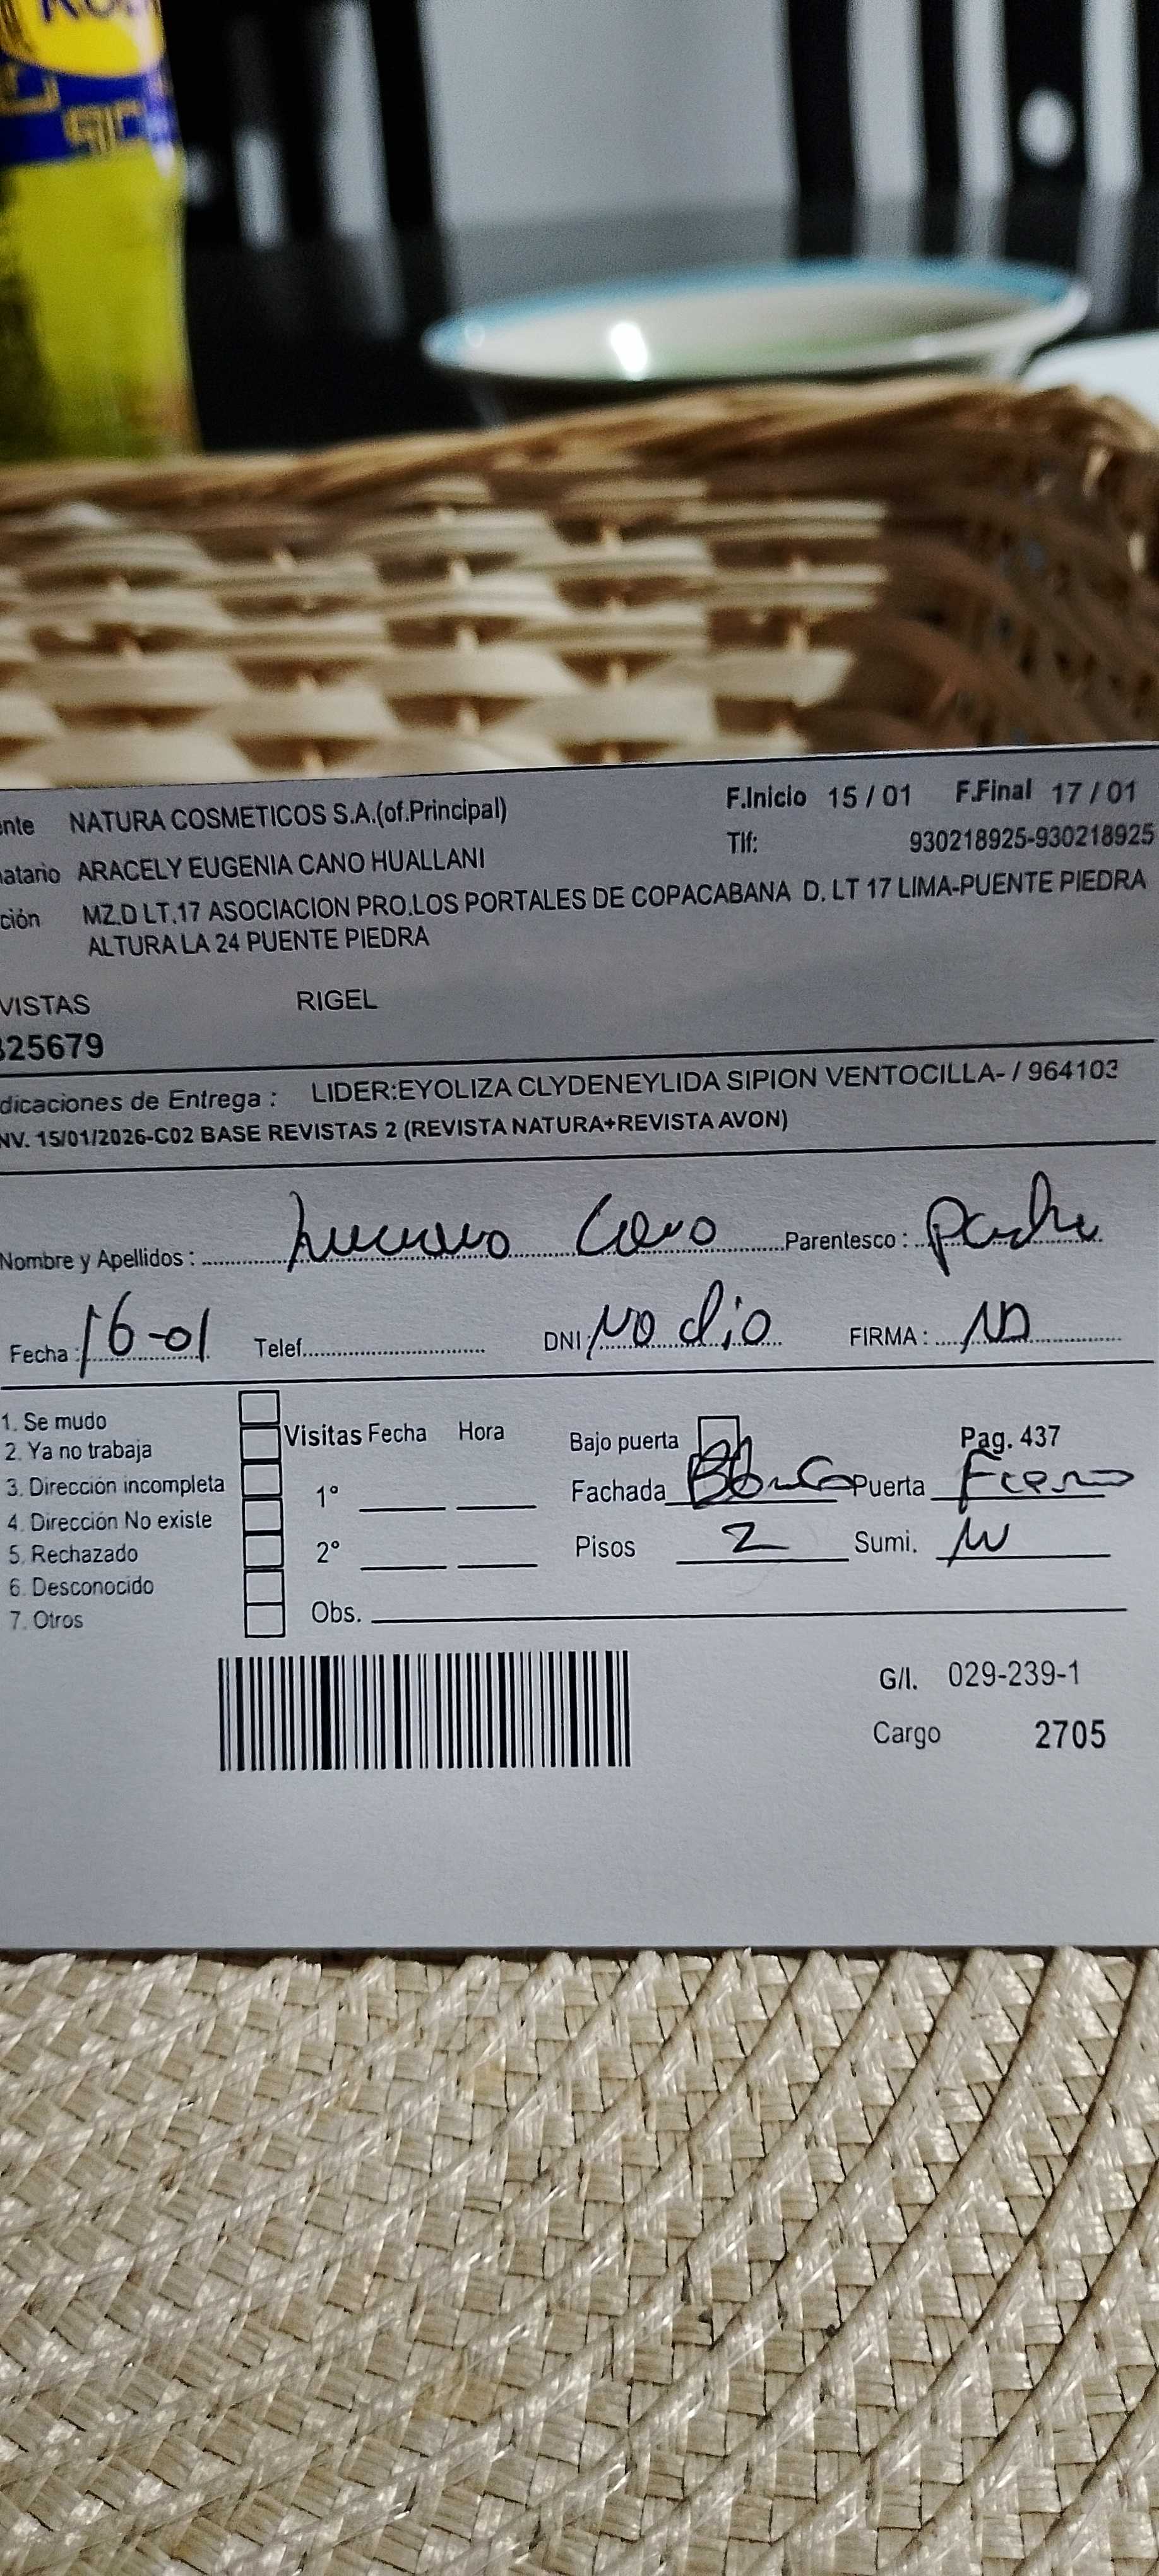 nte NATURA COSMETICOS S.A.(of.Principal) F.Inicio 15 / 01 F.Final 17 / 01
Tlf: 930218925-930218925
atario ARACELY EUGENIA CANO HUALLANI
ción MZ.D LT.17 ASOCIACION PRO.LOS PORTALES DE COPACABANA D. LT 17 LIMA-PUENTE PIEDRA
ALTURA LA 24 PUENTE PIEDRA
VISTAS RIGEL
325679
dicaciones de Entrega : LIDER:EYOLIZA CLYDENEYLIDA SIPION VENTOCILLA- / 964103
NV. 15/01/2026-C02 BASE REVISTAS 2 (REVISTA NATURA+REVISTA AVON)
Nombre y Apellidos : Luciano Cano Parentesco : Padre
Fecha : 16-01 Telef. DNI: No dio FIRMA : ND
1. Se mudo
2. Ya no trabaja
3. Dirección incompleta
4. Dirección No existe
5. Rechazado
6. Desconocido
7. Otros
Visitas Fecha Hora
1°
2°
Obs.
Bajo puerta Pag. 437
Fachada Blanca Puerta Fierro
Pisos 2 Sumi.
G/I. 029-239-1
Cargo 2705